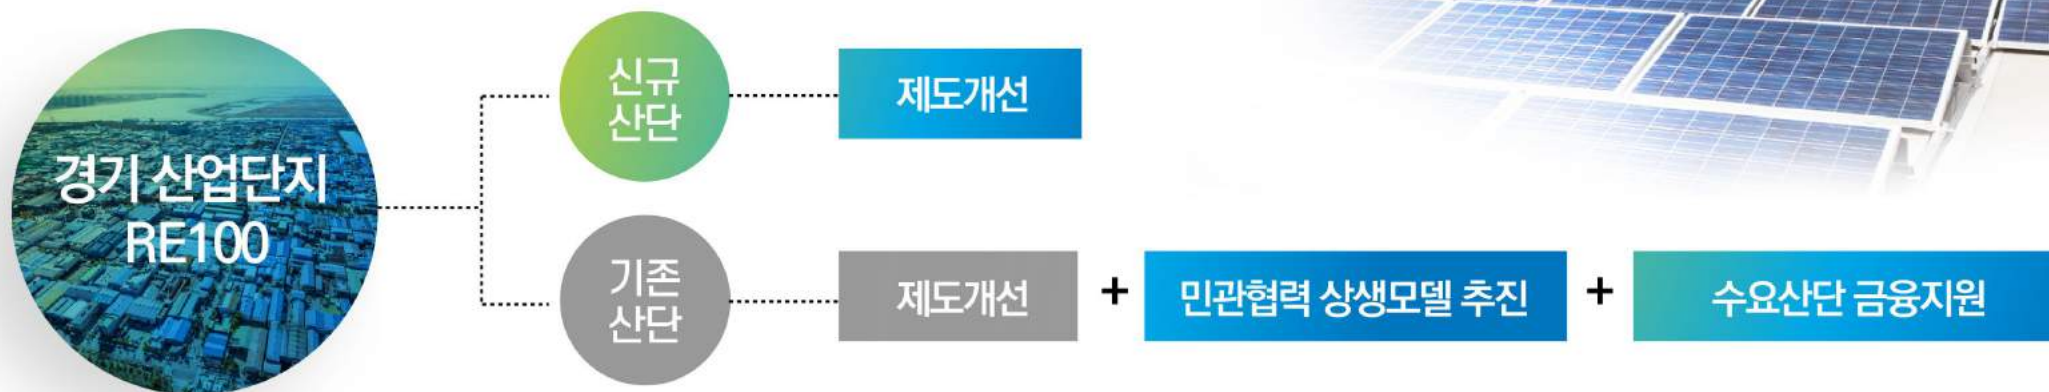 경기 산업단지
RE100
신규
산단
제도개선
기존
산단
제도개선 + 민관협력 상생모델 추진 + 수요산단 금융지원